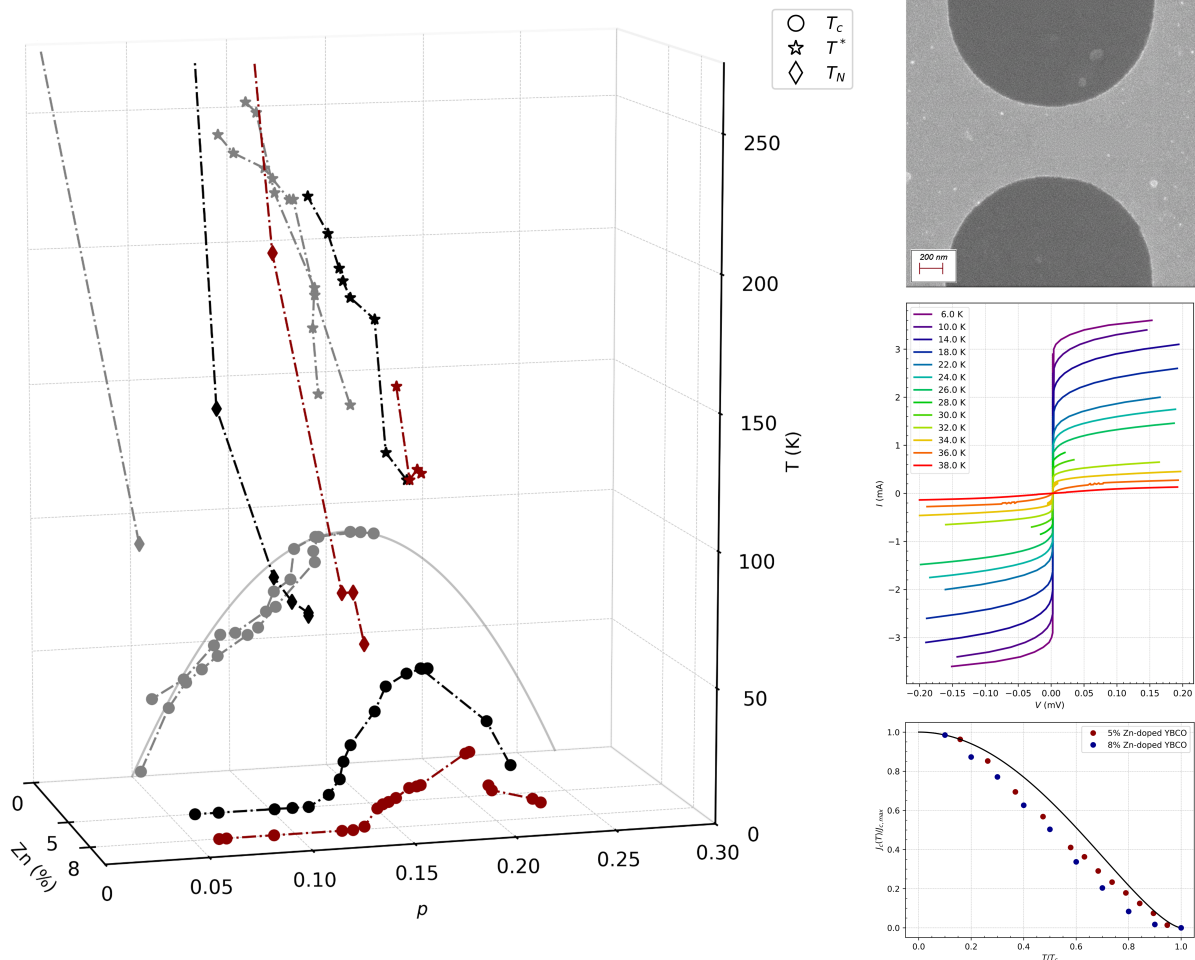 T_c
T^*
T_N
250
200
150
100
50
0
T (K)
0
5
8
Zn (%)
0
0.05
0.10
0.15
0.20
0.25
0.30
p
200 nm
6.0 K
10.0 K
14.0 K
18.0 K
22.0 K
24.0 K
26.0 K
28.0 K
30.0 K
32.0 K
34.0 K
36.0 K
38.0 K
3
2
1
0
−1
−2
−3
I (mA)
−0.20 −0.15 −0.10 −0.05 0.00 0.05 0.10 0.15 0.20
V (mV)
5% Zn-doped YBCO
8% Zn-doped YBCO
1.0
0.8
0.6
0.4
0.2
0.0
J_c(T)/J_{c,max}
0.0 0.2 0.4 0.6 0.8 1.0
T/T_c